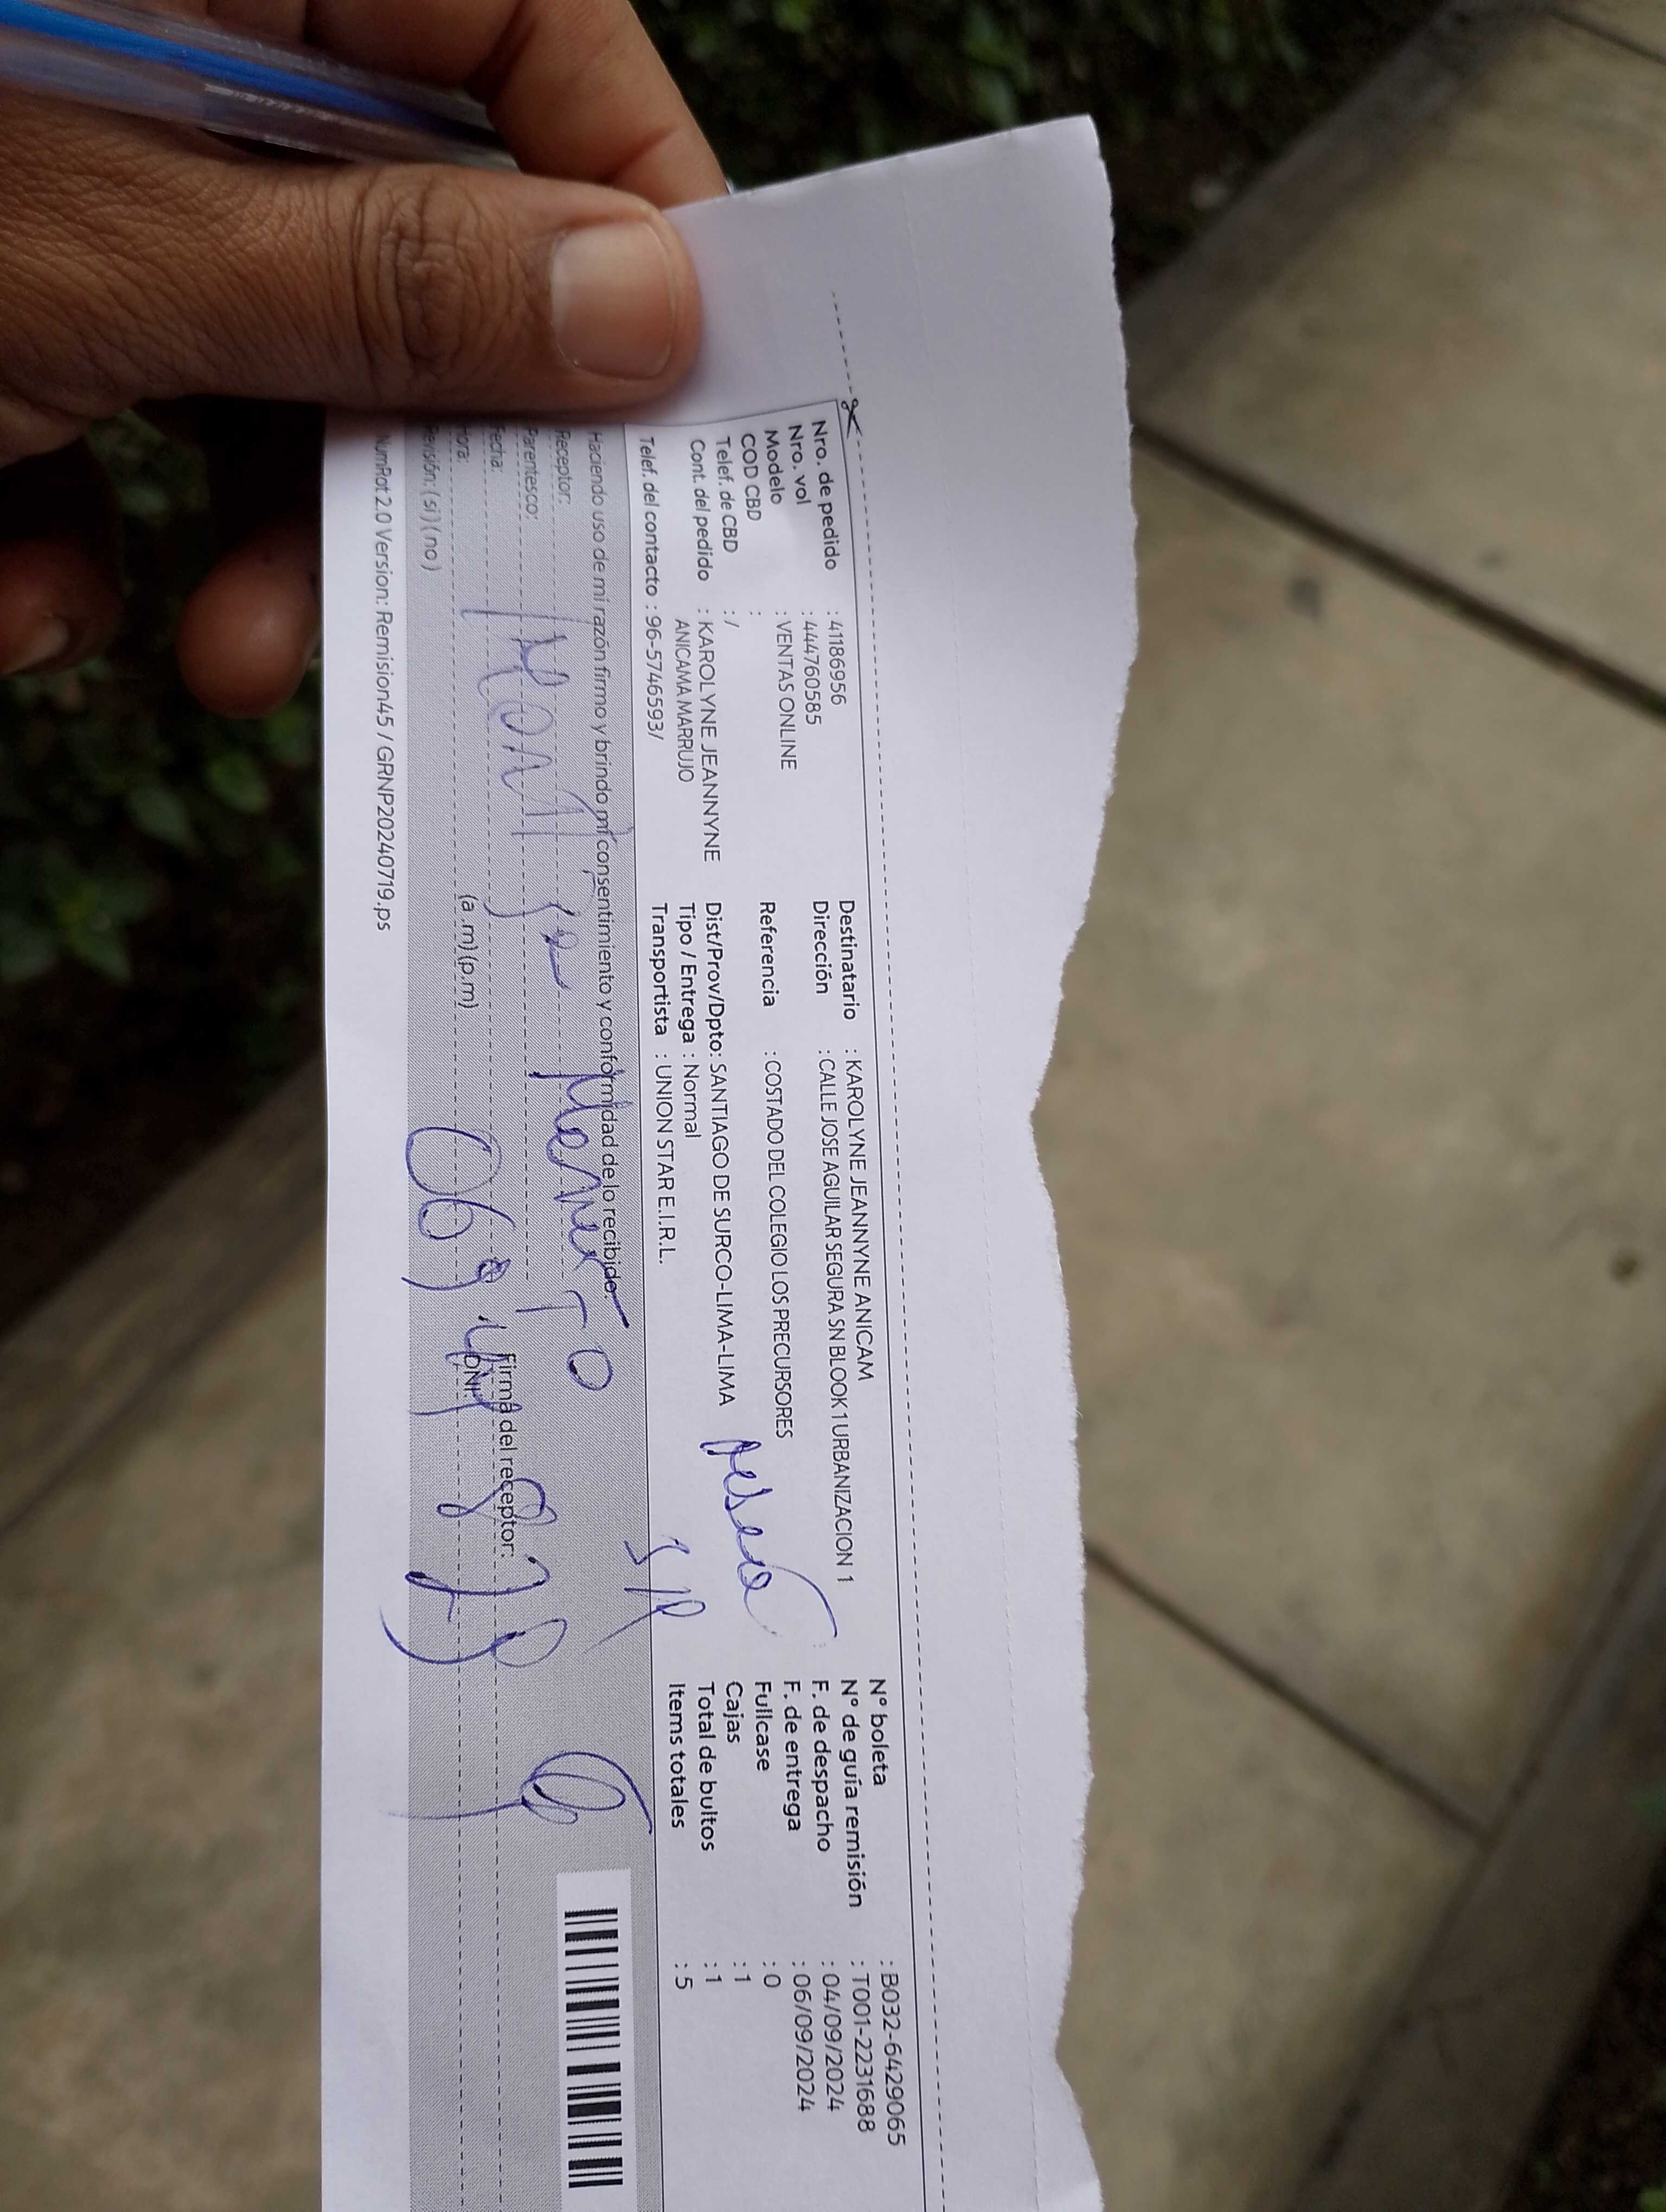 Nro. de pedido : 41186956
Nro. vol : 444760585
Modelo : VENTAS ONLINE
COD CBD :
Telef. de CBD : /
Cont. del pedido : KAROLYNE JEANNYNE
ANICAMA MARRUJO
Telef. del contacto : 96-5746593/
Destinatario : KAROLYNE JEANNYNE ANICAM
Dirección : CALLE JOSE AGUILAR SEGURA SN BLOOK 1 URBANIZACION 1
Referencia : COSTADO DEL COLEGIO LOS PRECURSORES
Dist/Prov/Dpto: SANTIAGO DE SURCO-LIMA-LIMA
Tipo / Entrega : Normal
Transportista : UNION STAR E.I.R.L.
N° boleta : B032-6429065
N° de guía remisión : T001-2231688
F. de despacho : 04/09/2024
F. de entrega : 06/09/2024
Fullcase : 0
Cajas : 1
Total de bultos : 1
Items totales : 5
Haciendo uso de mi razón firmo y brindo mi consentimiento y conformidad de lo recibido.
Receptor:
Parentesco:
Fecha:
Hora: (a.m)(p.m)
Revisión: ( si ) ( no )
Firma del receptor:
DNI:
NumRot 2.0 Version: Remision45 / GRNP20240719.ps